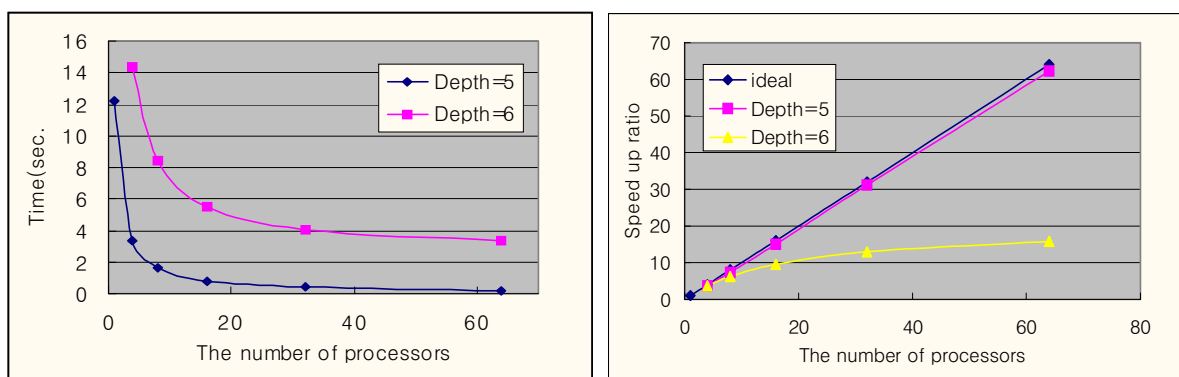 16
14
12
10
8
6
4
2
0
Time(sec.
Depth=5
Depth=6
0
20
40
60
The number of processors
70
60
50
40
30
20
10
0
Speed up ratio
ideal
Depth=5
Depth=6
0
20
40
60
80
The number of processors